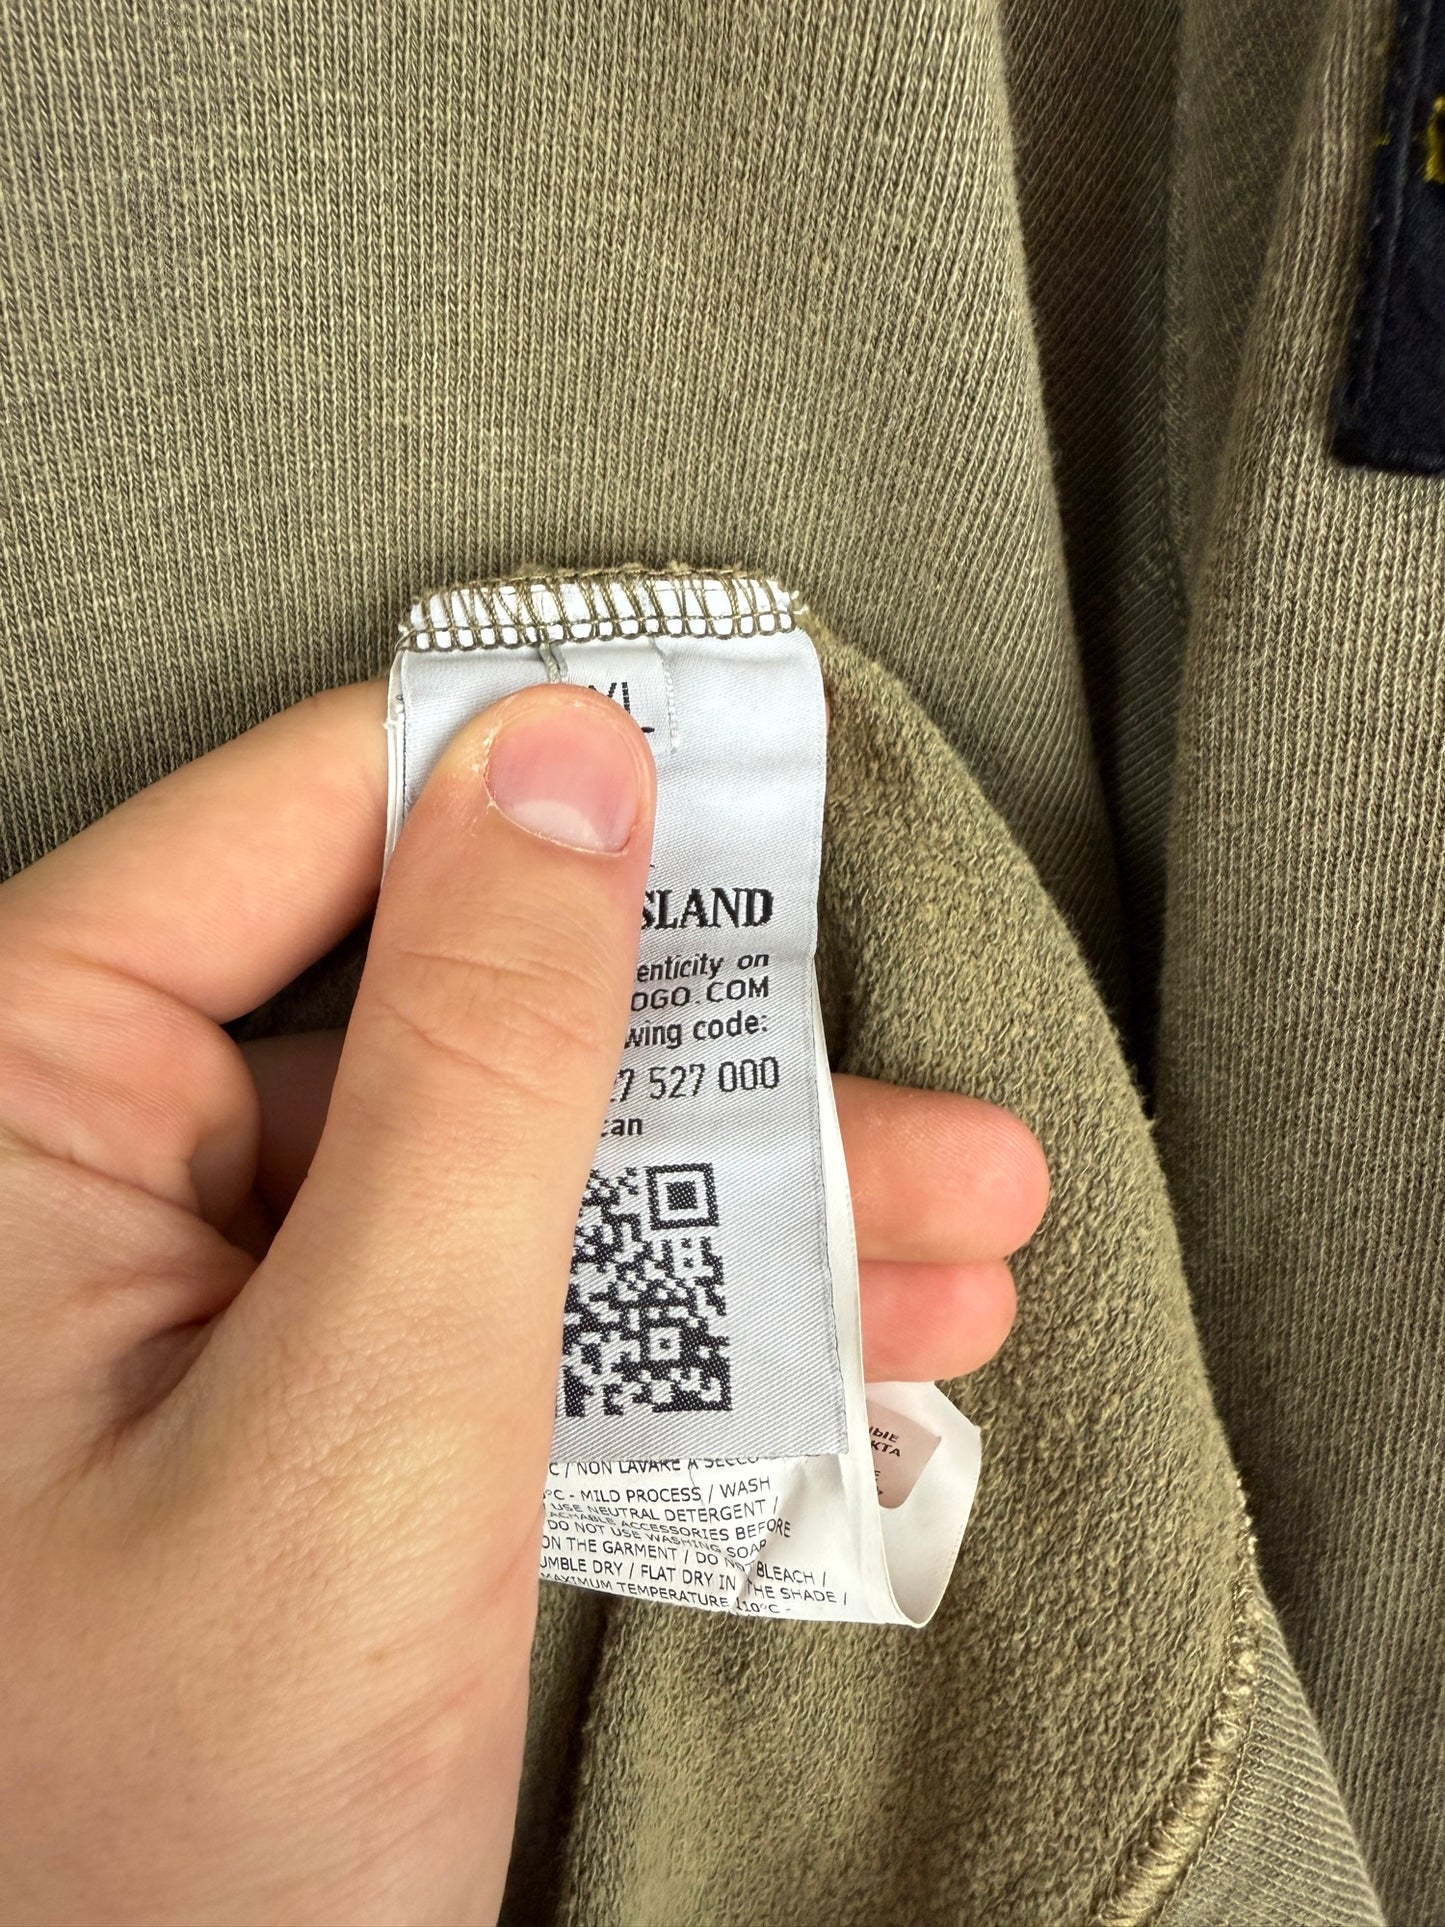 SLAND
enticity on
OGO.COM
wing code:
27 527 000
can
C / NON LAVARE A SECCO
°C - MILD PROCESS / WASH
USE NEUTRAL DETERGENT /
ACHABLE ACCESSORIES BEFORE
DO NOT USE WASHING SOAP
ON THE GARMENT / DO NOT BLEACH /
UMBLE DRY / FLAT DRY IN THE SHADE /
MAXIMUM TEMPERATURE 110°C -
НЫЕ
КТА